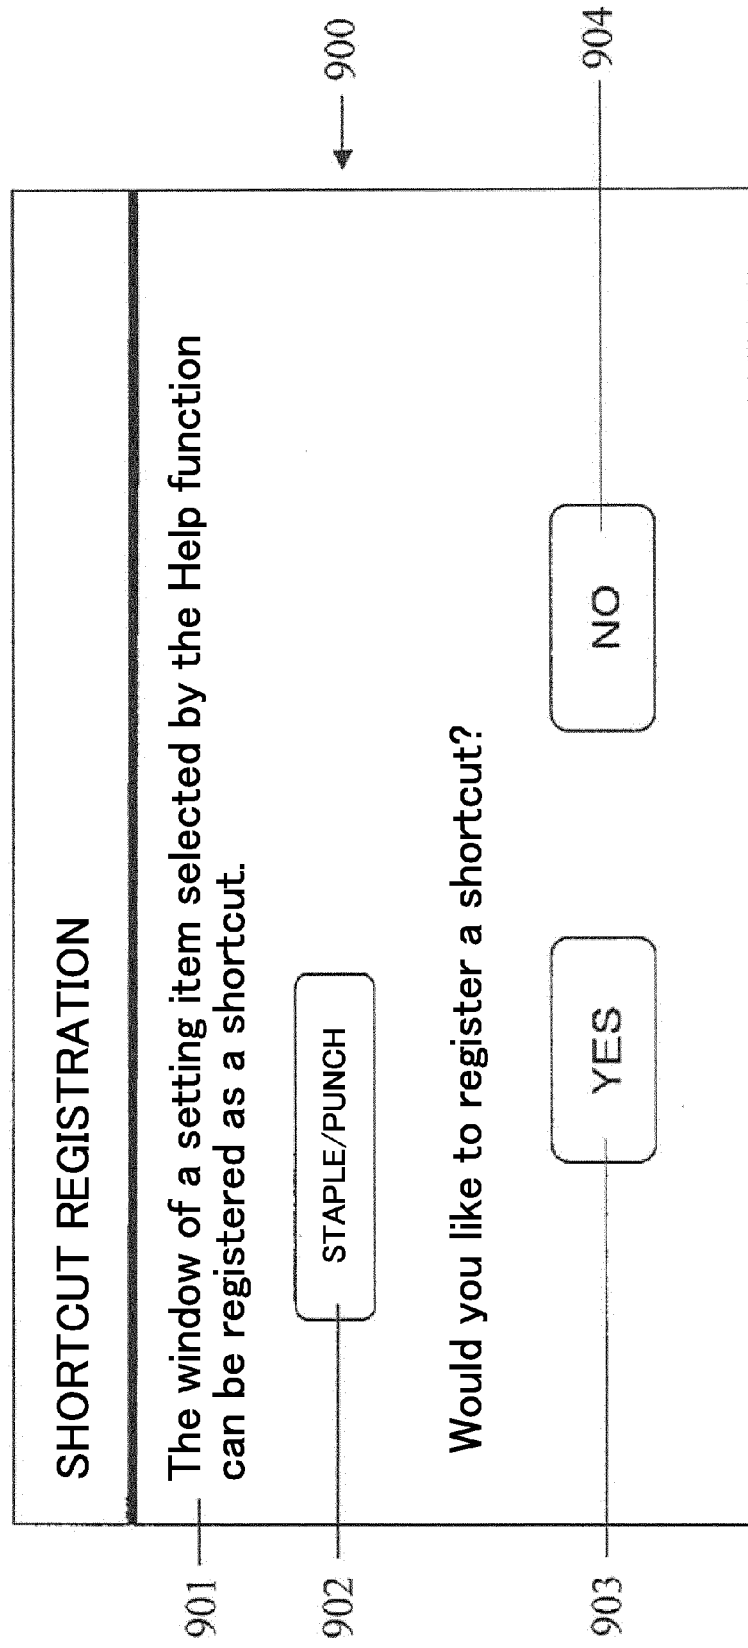 SHORTCUT REGISTRATION
900
901
The window of a setting item selected by the Help function
can be registered as a shortcut.
902
STAPLE/PUNCH
Would you like to register a shortcut?
903
YES
NO
904